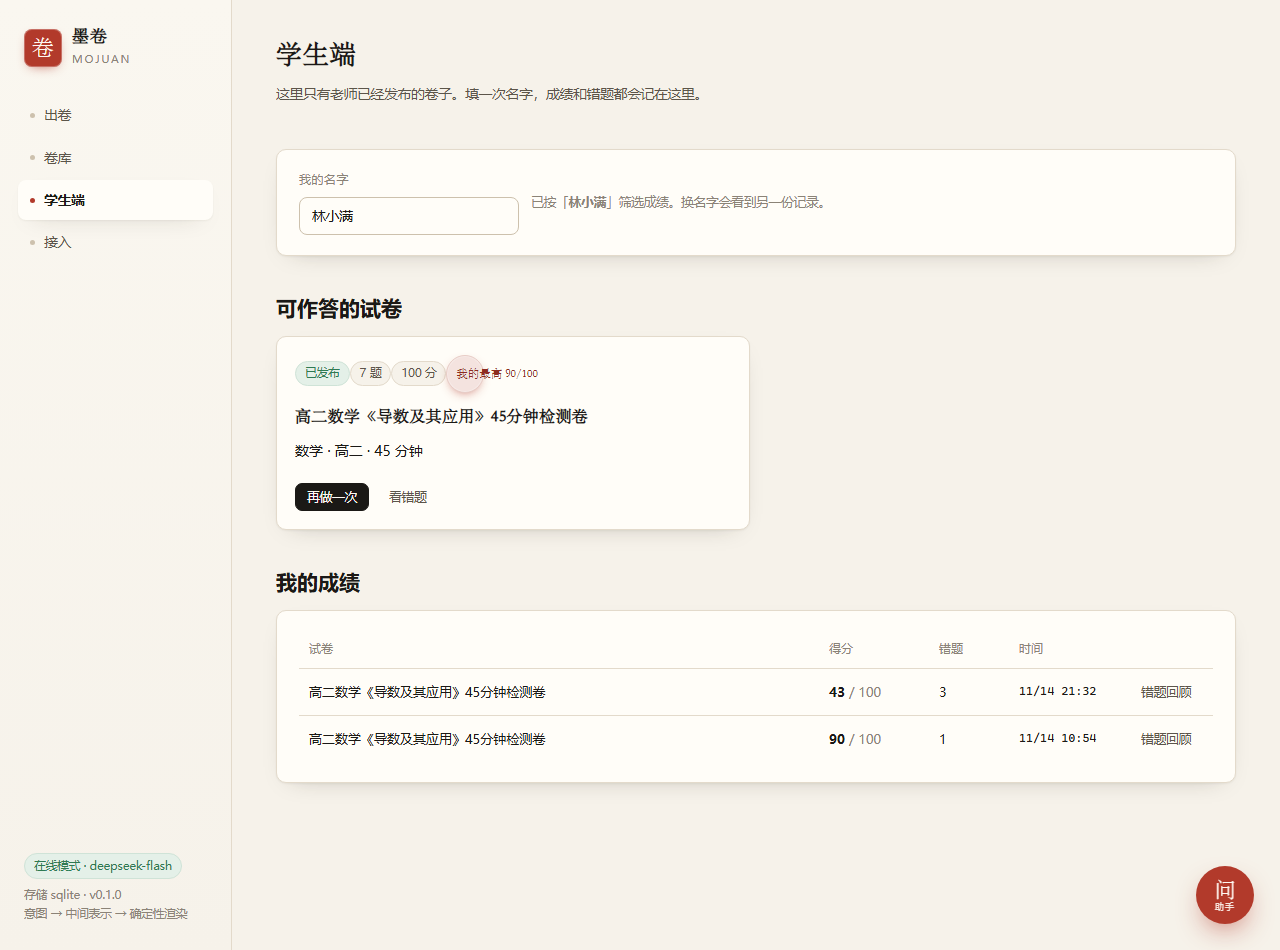 卷
墨卷
MOJUAN
出卷
卷库
学生端
接入
在线模式 · deepseek-flash
存储 sqlite · v0.1.0
意图 → 中间表示 → 确定性渲染
学生端
这里只有老师已经发布的卷子。填一次名字，成绩和错题都会记在这里。
我的名字
林小满
已按「林小满」筛选成绩。换名字会看到另一份记录。
可作答的试卷
已发布 7 题 100 分 我的最高 90/100
高二数学《导数及其应用》45分钟检测卷
数学 · 高二 · 45 分钟
再做一次 看错题
我的成绩
试卷 得分 错题 时间
高二数学《导数及其应用》45分钟检测卷 43 / 100 3 11/14 21:32 错题回顾
高二数学《导数及其应用》45分钟检测卷 90 / 100 1 11/14 10:54 错题回顾
问
助手